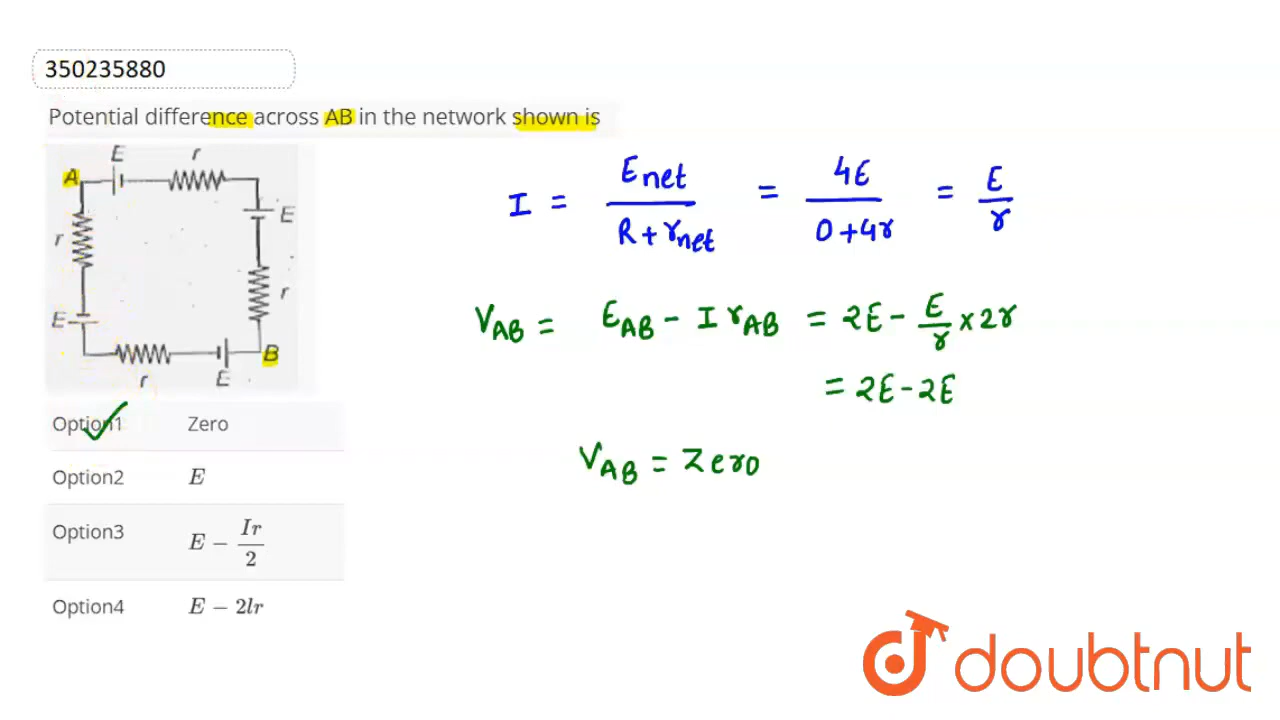 350235880
Potential difference across AB in the network shown is
E r
A
E
r
r
E
B
r E
I = Enet / R + rnet = 4E / 0 + 4r = E / r
VAB = EAB - I rAB = 2E - E/r × 2r
= 2E - 2E
VAB = Zero
Option1 Zero
Option2 E
Option3 E - Ir/2
Option4 E - 2lr
doubtnut